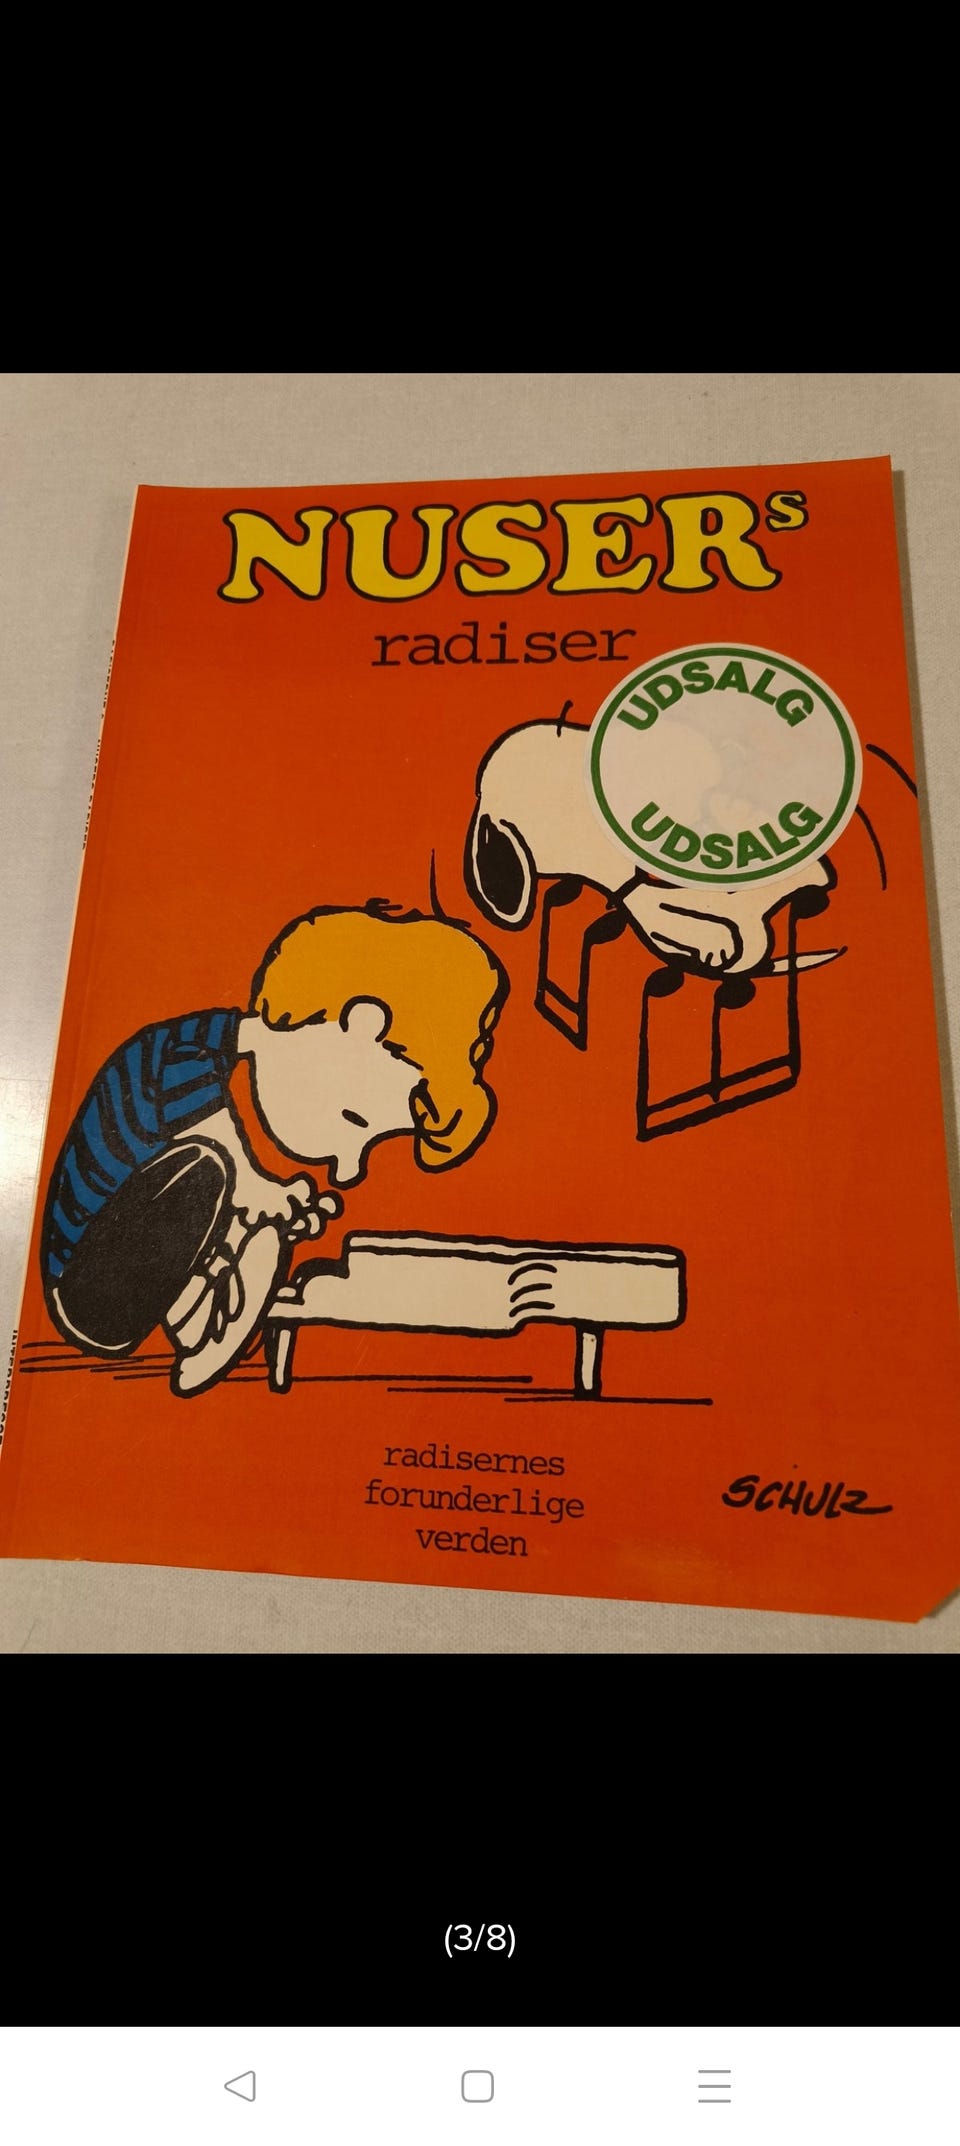 NUSERs
radiser
UDSALG
UDSALG
radisernes
forunderlige
verden
SCHULZ
(3/8)